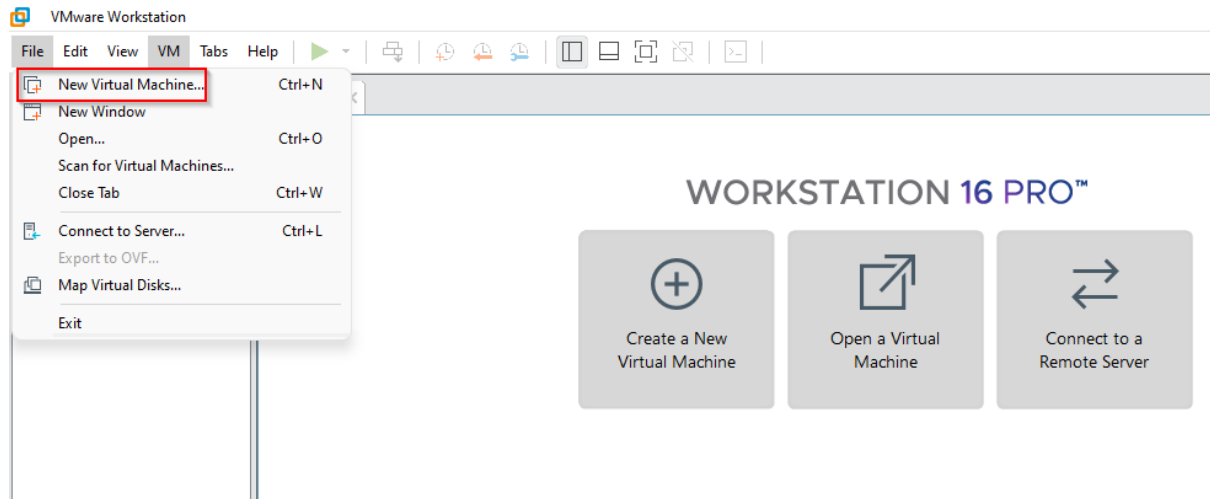 VMware Workstation
File Edit View VM Tabs Help
New Virtual Machine... Ctrl+N
New Window
Open... Ctrl+O
Scan for Virtual Machines...
Close Tab Ctrl+W
Connect to Server... Ctrl+L
Export to OVF...
Map Virtual Disks...
Exit
WORKSTATION 16 PRO™
Create a New
Virtual Machine
Open a Virtual
Machine
Connect to a
Remote Server